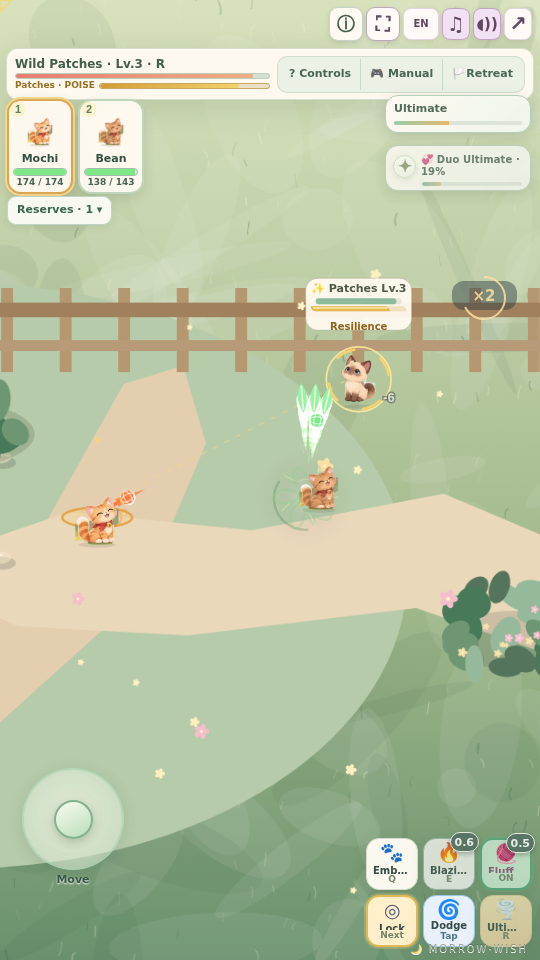 EN
Wild Patches · Lv.3 · R
Patches · POISE
? Controls
Manual
Retreat
1
2
Mochi
Bean
174 / 174
138 / 143
Reserves · 1 ▾
Ultimate
Duo Ultimate ·
19%
Patches Lv.3
Resilience
×2
-6
Move
0.6
0.5
Emb...
Q
Blazi...
E
Fluff
ON
Lock
Next
Dodge
Tap
Ulti...
R
MORROW-WISH